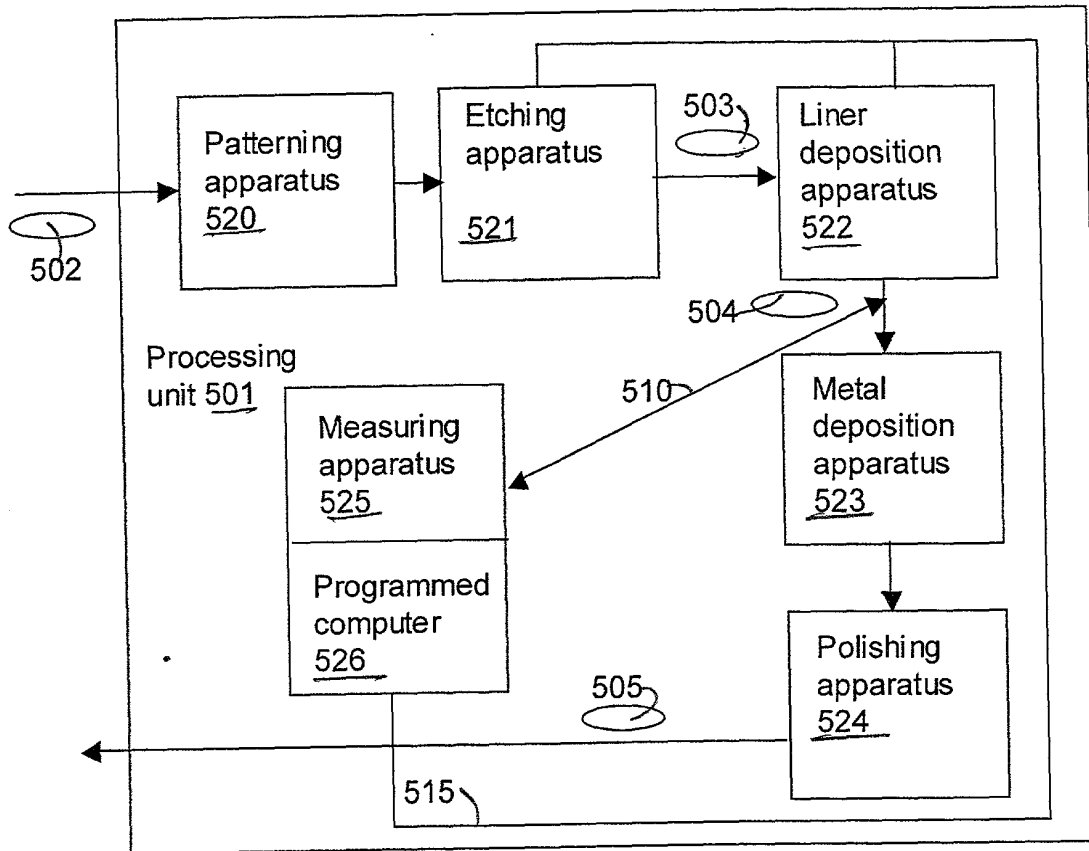 Patterning
apparatus
520
Etching
apparatus
521
503
Liner
deposition
apparatus
522
502
504
Processing
unit 501
510
Measuring
apparatus
525
Metal
deposition
apparatus
523
Programmed
computer
526
Polishing
apparatus
524
505
515